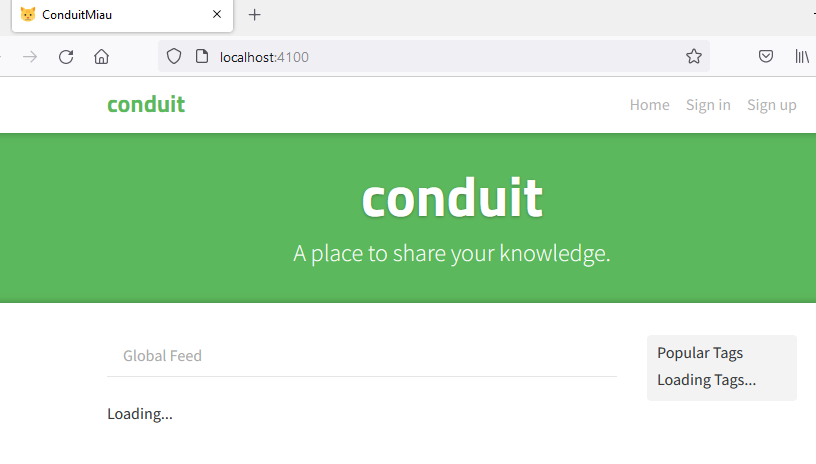 ConduitMiau
localhost:4100
conduit
Home Sign in Sign up
conduit
A place to share your knowledge.
Global Feed
Popular Tags
Loading Tags...
Loading...